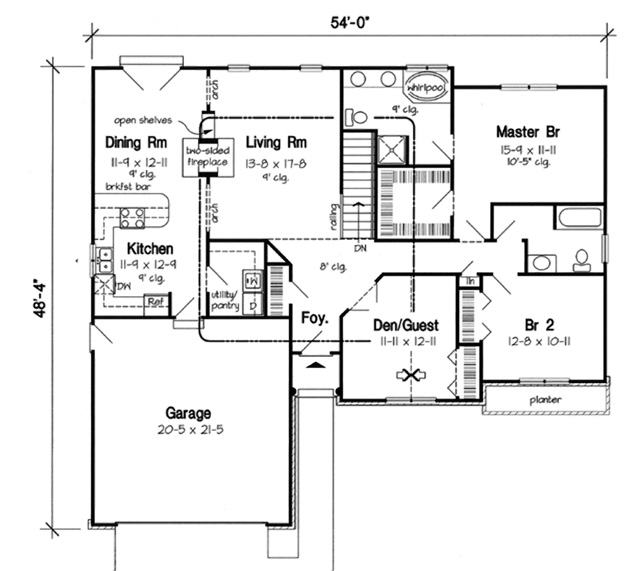 54'-0"
48'-4"
arch
open shelves
Dining Rm
11-9 x 12-11
9' clg.
two-sided
fireplace
Living Rm
13-8 x 17-8
9' clg.
whirlpool
9' clg.
Master Br
15-9 x 11-11
10'-5" clg.
brkfst bar
arch
railing
DN
Kitchen
11-9 x 12-9
9' clg.
DW
Ref
utility/
pantry
W
D
8' clg.
lin
Foy.
Den/Guest
11-11 x 12-11
Br 2
12-8 x 10-11
planter
Garage
20-5 x 21-5